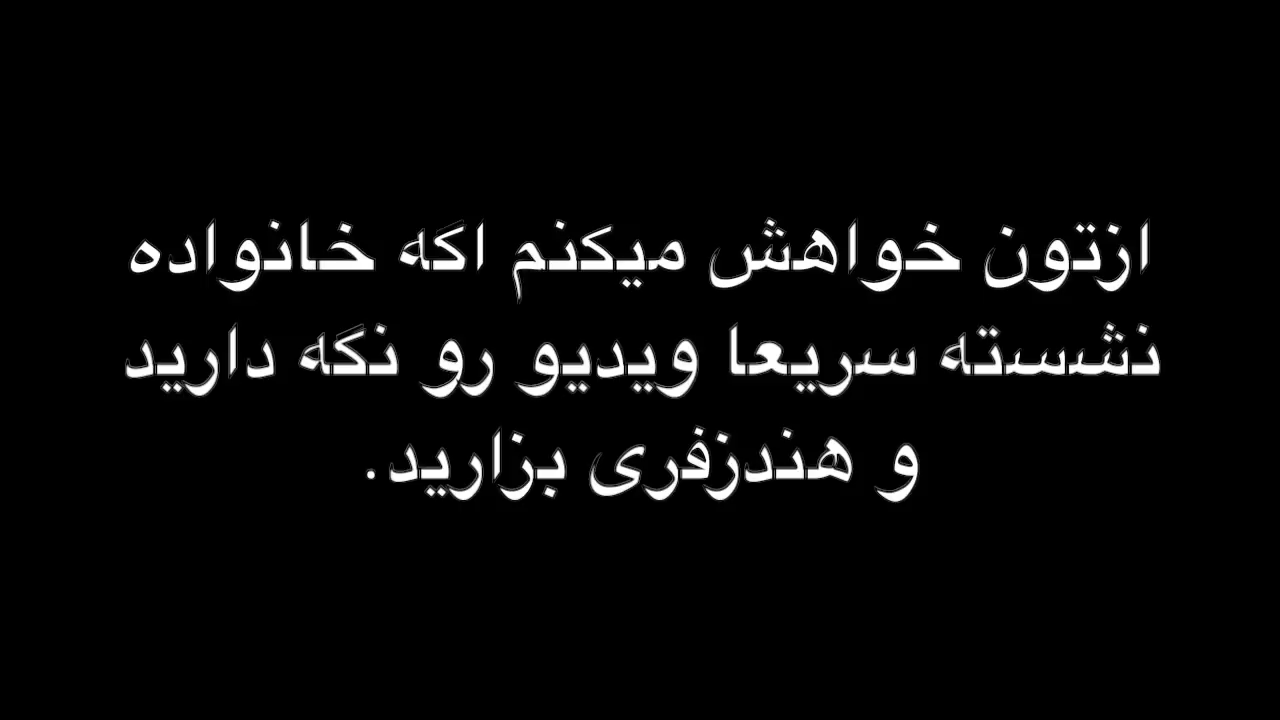 ازتون خواهش میکنم اگه خانواده
نشسته سریعا ویدیو رو نگه دارید
و هندزفری بزارید.